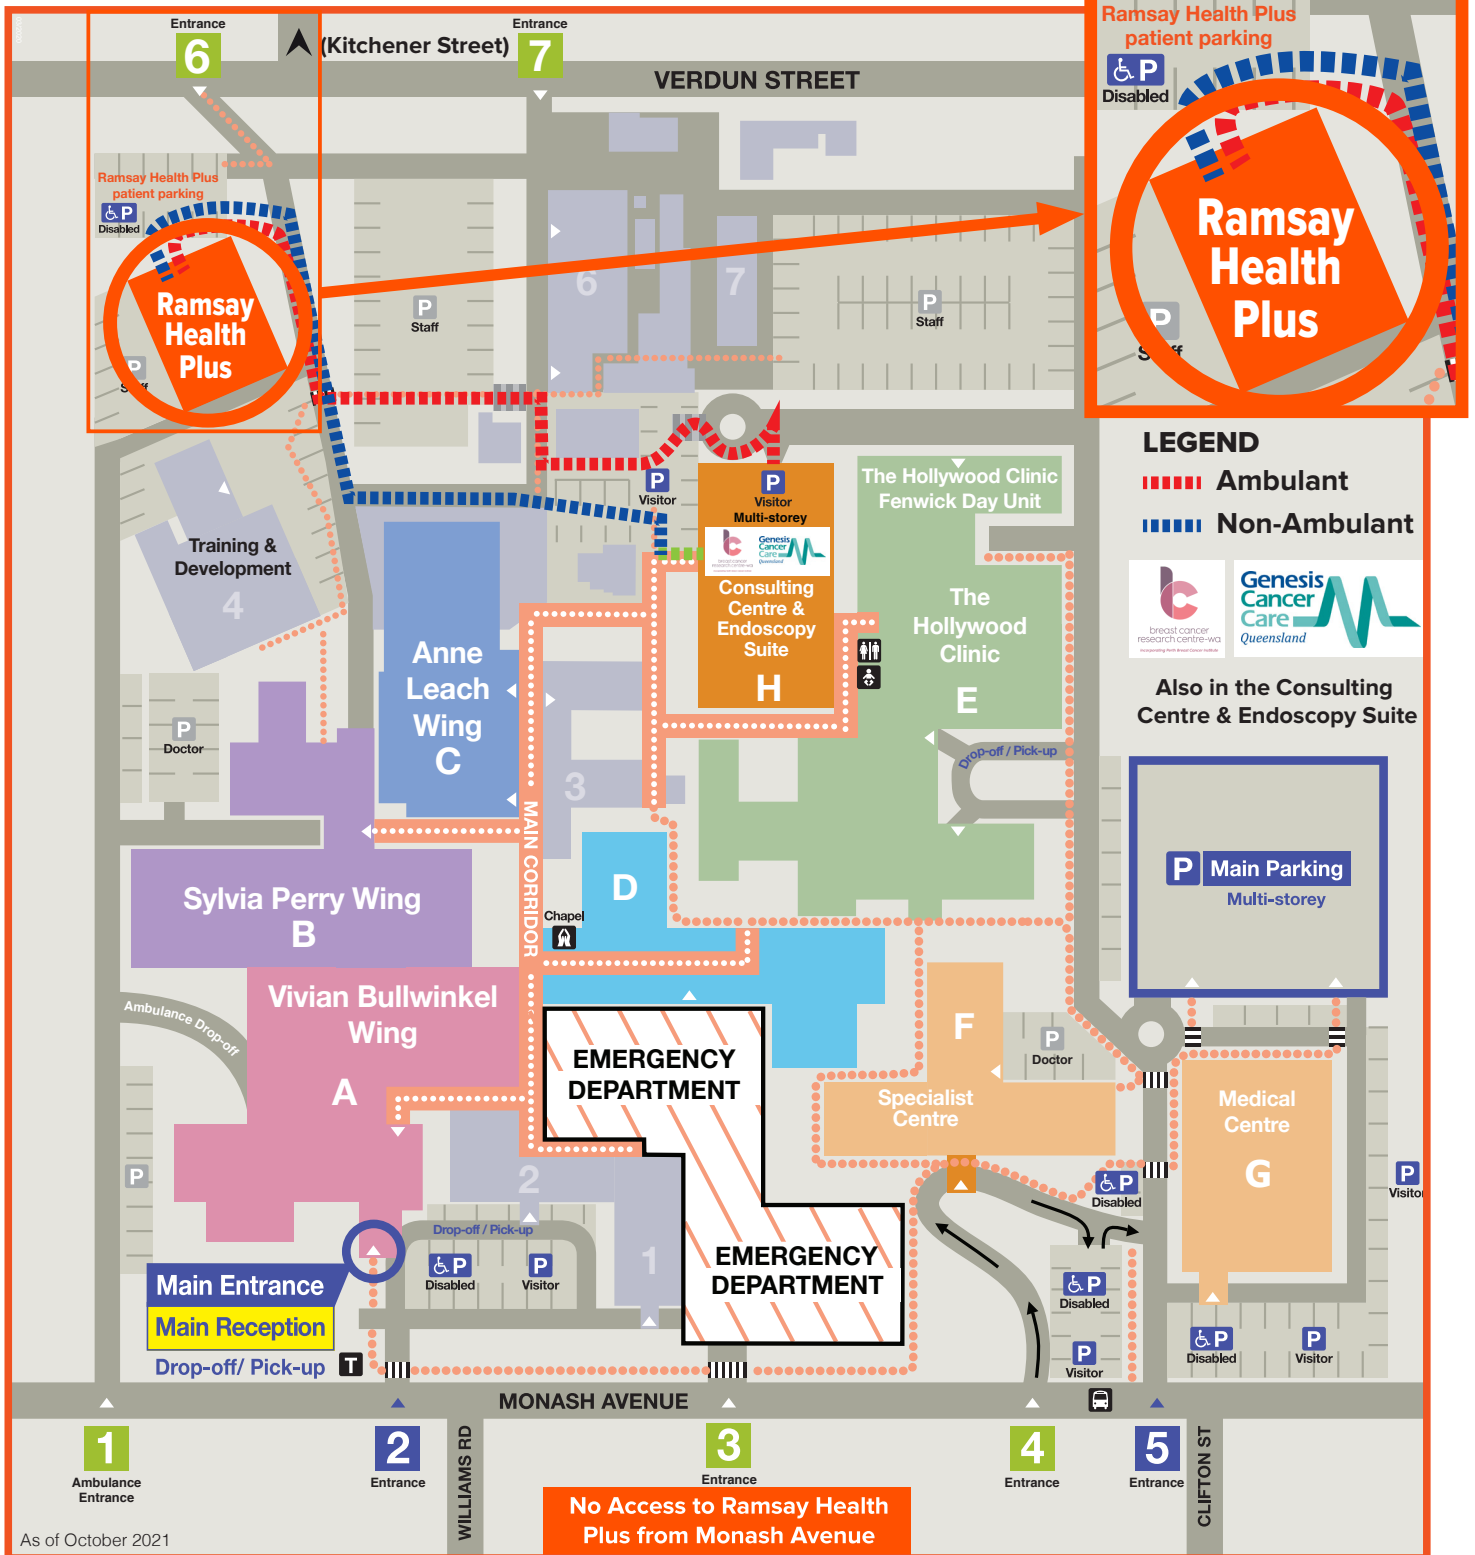 Entrance
6
(Kitchener Street)
Entrance
7
VERDUN STREET
Ramsay Health Plus
patient parking
P
Disabled
Ramsay
Health
Plus
P
Staff
Ramsay Health Plus
patient parking
P
Disabled
Ramsay
Health
Plus
P
Staff
P
Staff
6
7
P
Staff
LEGEND
Ambulant
Non-Ambulant
bc
breast cancer
research centre-wa
Genesis
Cancer
Care
Queensland
Also in the Consulting
Centre & Endoscopy Suite
P
Visitor
P
Visitor
Multi-storey
bc
Genesis
Cancer
Care
Queensland
Consulting
Centre &
Endoscopy
Suite
H
The Hollywood Clinic
Fenwick Day Unit
The
Hollywood
Clinic
E
Drop-off / Pick-up
Training &
Development
4
Anne
Leach
Wing
C
3
P
Doctor
MAIN CORRIDOR
P Main Parking
Multi-storey
Sylvia Perry Wing
B
D
Chapel
Vivian Bullwinkel
Wing
A
Ambulance Drop-off
EMERGENCY
DEPARTMENT
F
P
Doctor
Specialist
Centre
Medical
Centre
G
P
2
P
Disabled
P
Visitor
Drop-off / Pick-up
P
Disabled
P
Visitor
1
EMERGENCY
DEPARTMENT
P
Disabled
P
Visitor
P
Disabled
P
Visitor
Main Entrance
Main Reception
Drop-off/ Pick-up
T
MONASH AVENUE
1
Ambulance
Entrance
2
Entrance
WILLIAMS RD
3
Entrance
4
Entrance
5
Entrance
CLIFTON ST
No Access to Ramsay Health
Plus from Monash Avenue
As of October 2021